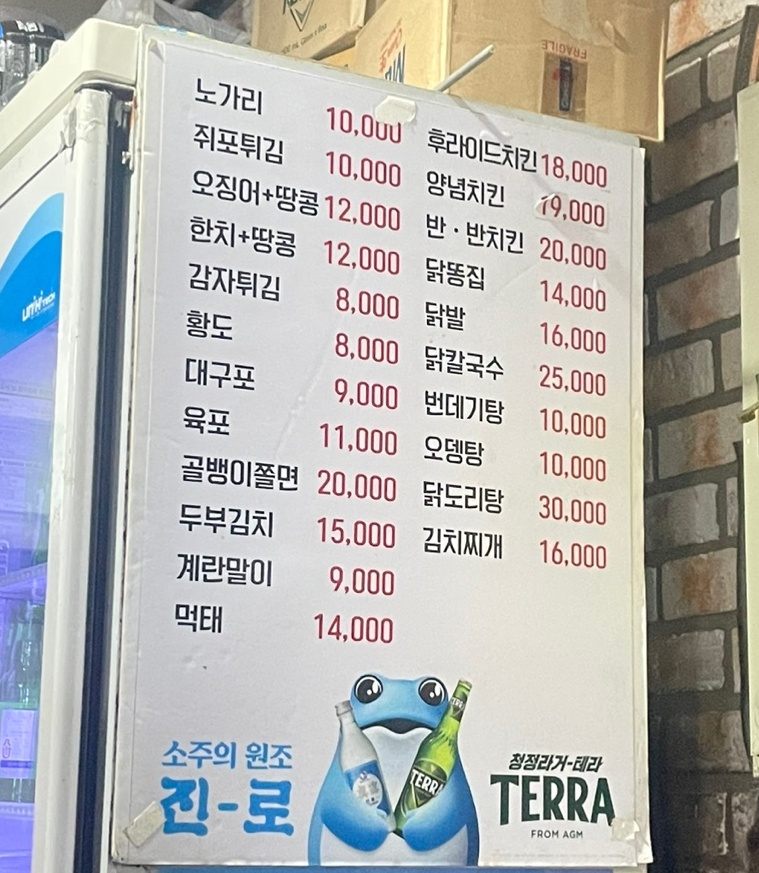 FRAGILE
노가리 10,000
쥐포튀김 10,000
오징어+땅콩 12,000
한치+땅콩 12,000
감자튀김 8,000
황도 8,000
대구포 9,000
육포 11,000
골뱅이쫄면 20,000
두부김치 15,000
계란말이 9,000
먹태 14,000
후라이드치킨 18,000
양념치킨 19,000
반·반치킨 20,000
닭똥집 14,000
닭발 16,000
닭칼국수 25,000
번데기탕 10,000
오뎅탕 10,000
닭도리탕 30,000
김치찌개 16,000
소주의 원조
진-로
TERRA
청정라거-테라
TERRA
FROM AGM